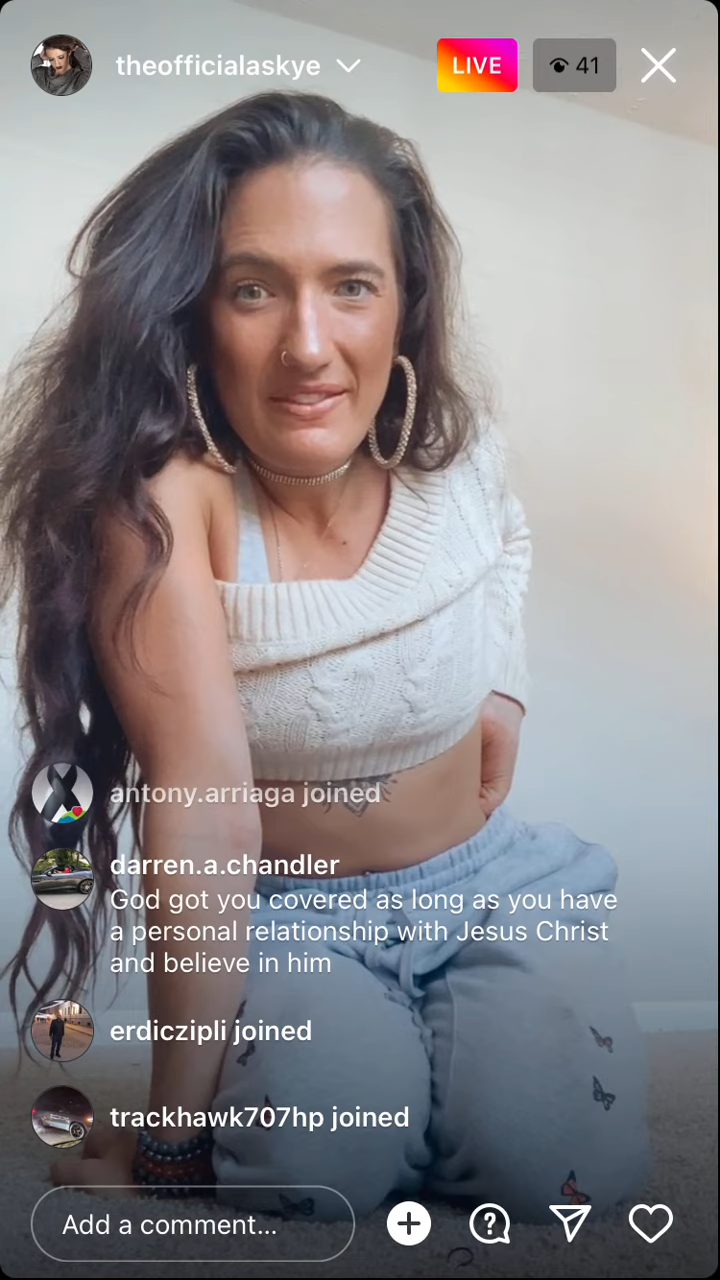 theofficialaskye
LIVE
41
antony.arriaga joined
darren.a.chandler
God got you covered as long as you have
a personal relationship with Jesus Christ
and believe in him
erdiczipli joined
trackhawk707hp joined
Add a comment...